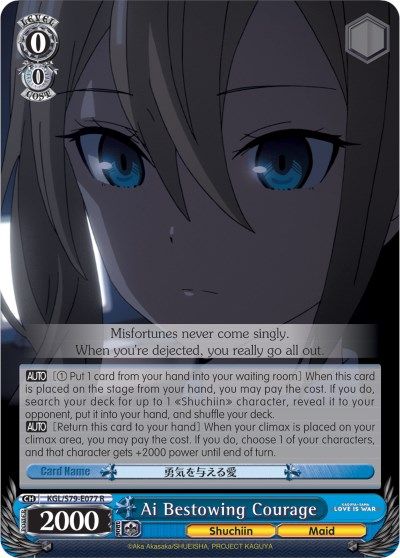 LEVEL
0
0
COST
Misfortunes never come singly.
When you're dejected, you really go all out.
AUTO [① Put 1 card from your hand into your waiting room] When this card
is placed on the stage from your hand, you may pay the cost. If you do,
search your deck for up to 1 «Shuchiin» character, reveal it to your
opponent, put it into your hand, and shuffle your deck.
AUTO [Return this card to your hand] When your climax is placed on your
climax area, you may pay the cost. If you do, choose 1 of your characters,
and that character gets +2000 power until end of turn.
Card Name 勇気を与える愛
CH KGL/S79-E077 R
POWER 2000
Ai Bestowing Courage
KAGUYA-SAMA
LOVE IS WAR
Shuchiin Maid
©Aka Akasaka/SHUEISHA, PROJECT KAGUYA